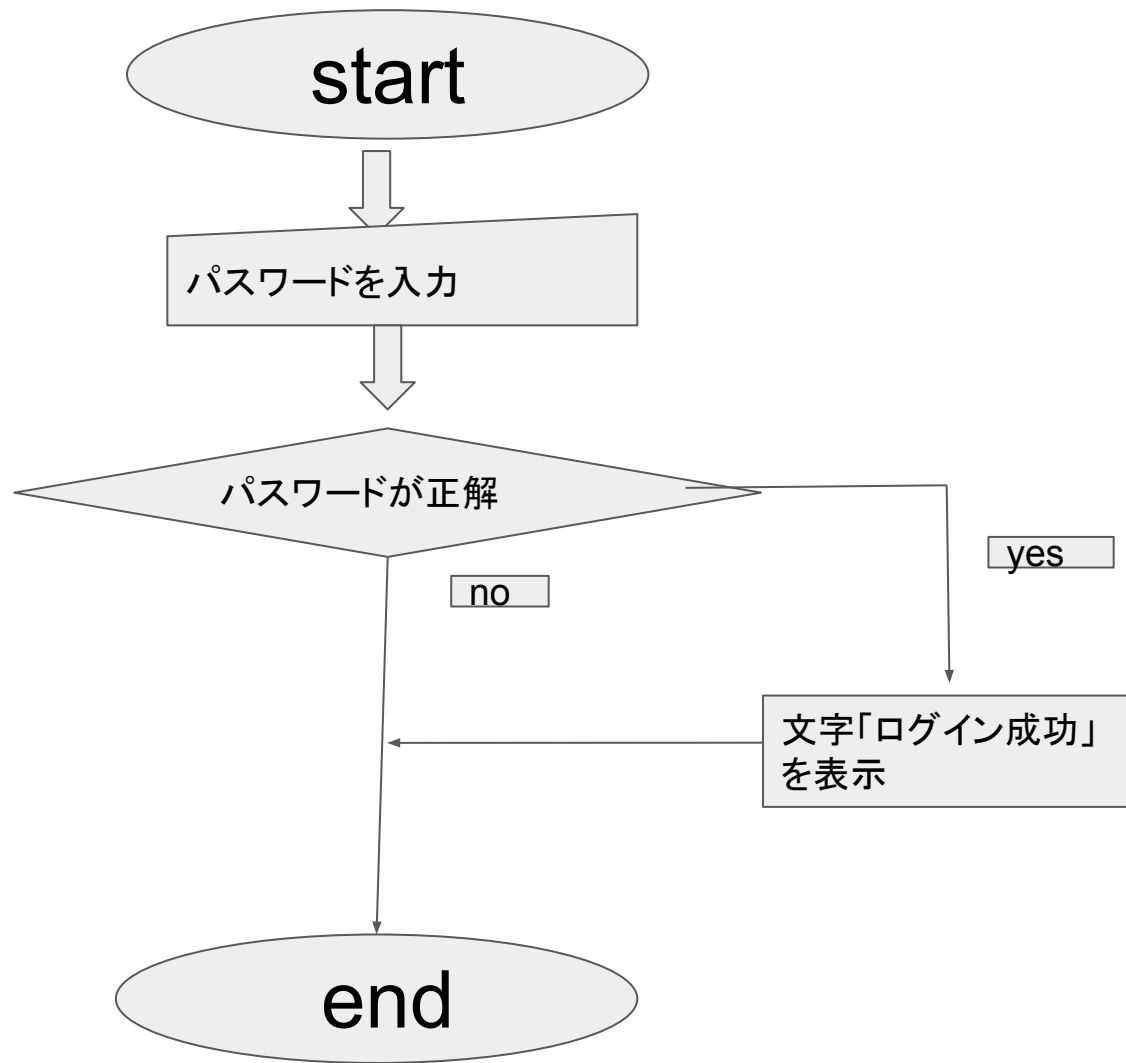 start
パスワードを入力
パスワードが正解
yes
no
文字｢ログイン成功｣
を表示
end